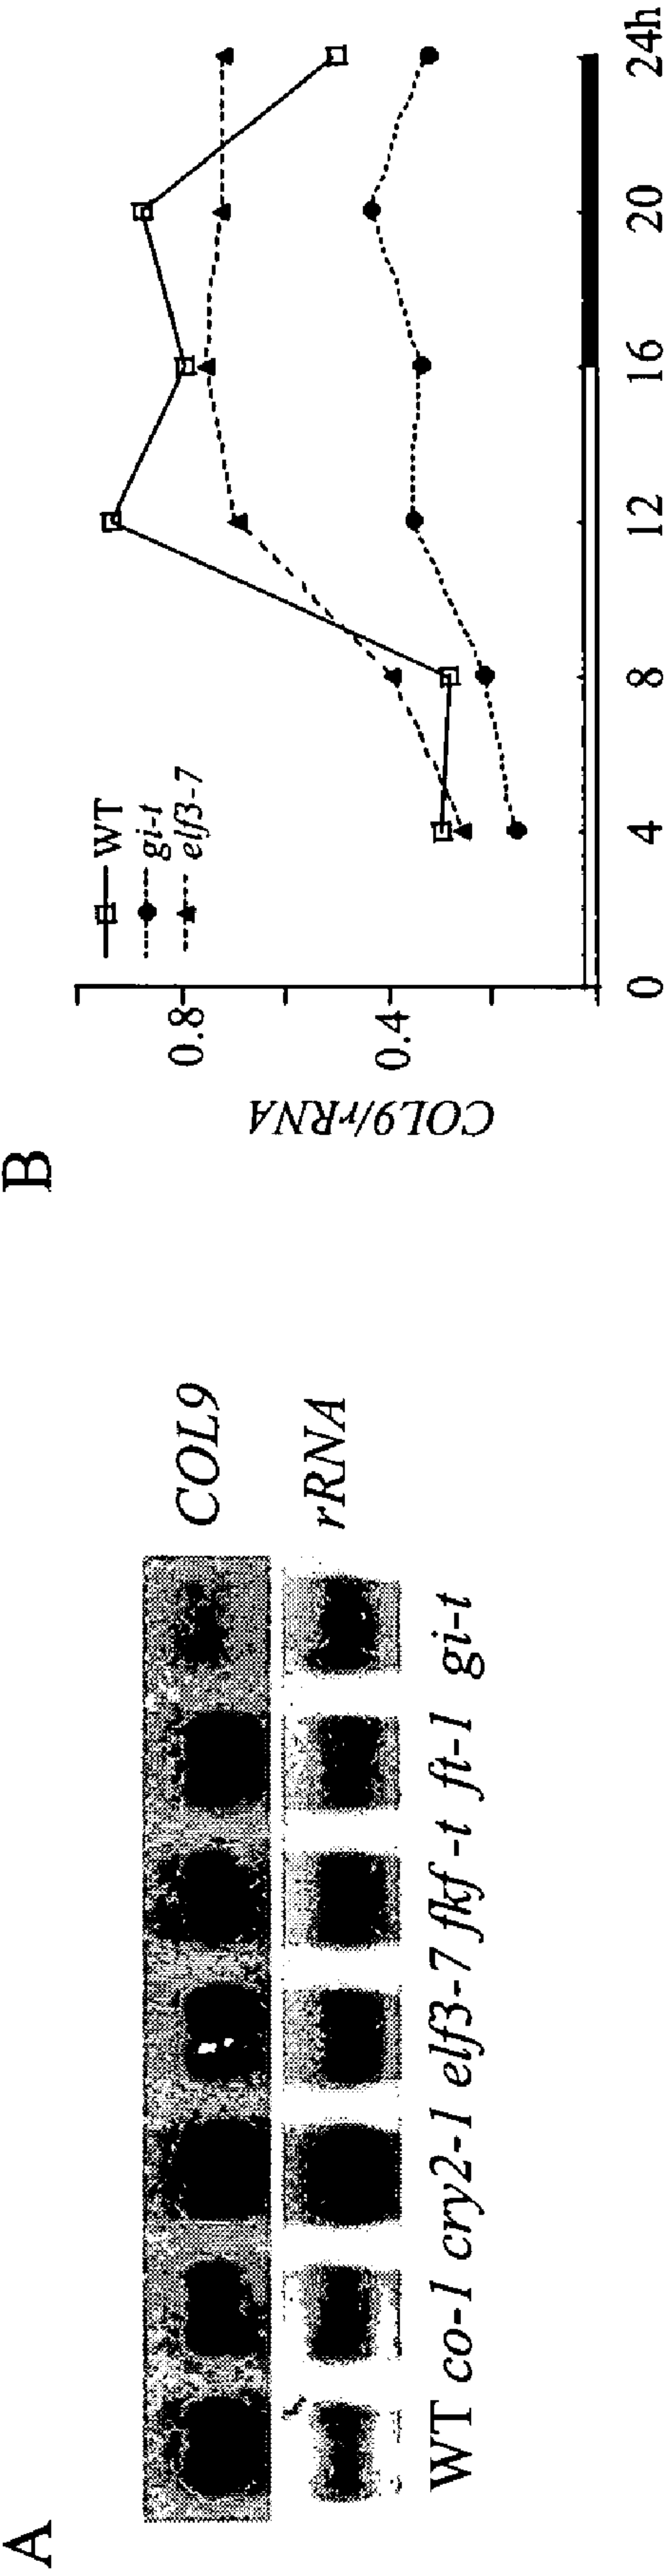 A
COL9
rRNA
WT co-1 cry2-1 elf3-7 fkf -t ft-1 gi-t
B
WT
gi-t
elf3-7
COL9/rRNA
0.8
0.4
0 4 8 12 16 20 24h